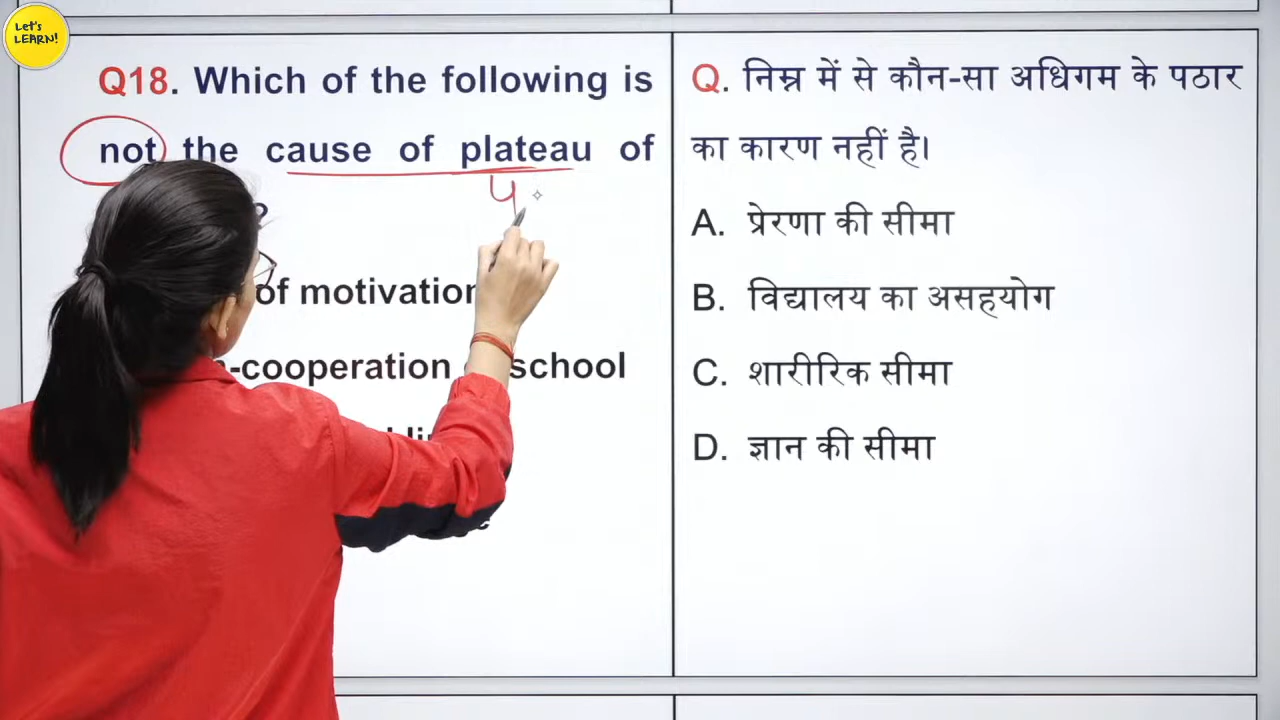 Let's
LEARN!
Q18. Which of the following is
not the cause of plateau of
?
of motivation
-cooperation school
Q. निम्न में से कौन-सा अधिगम के पठार
का कारण नहीं है।
A. प्रेरणा की सीमा
B. विद्यालय का असहयोग
C. शारीरिक सीमा
D. ज्ञान की सीमा